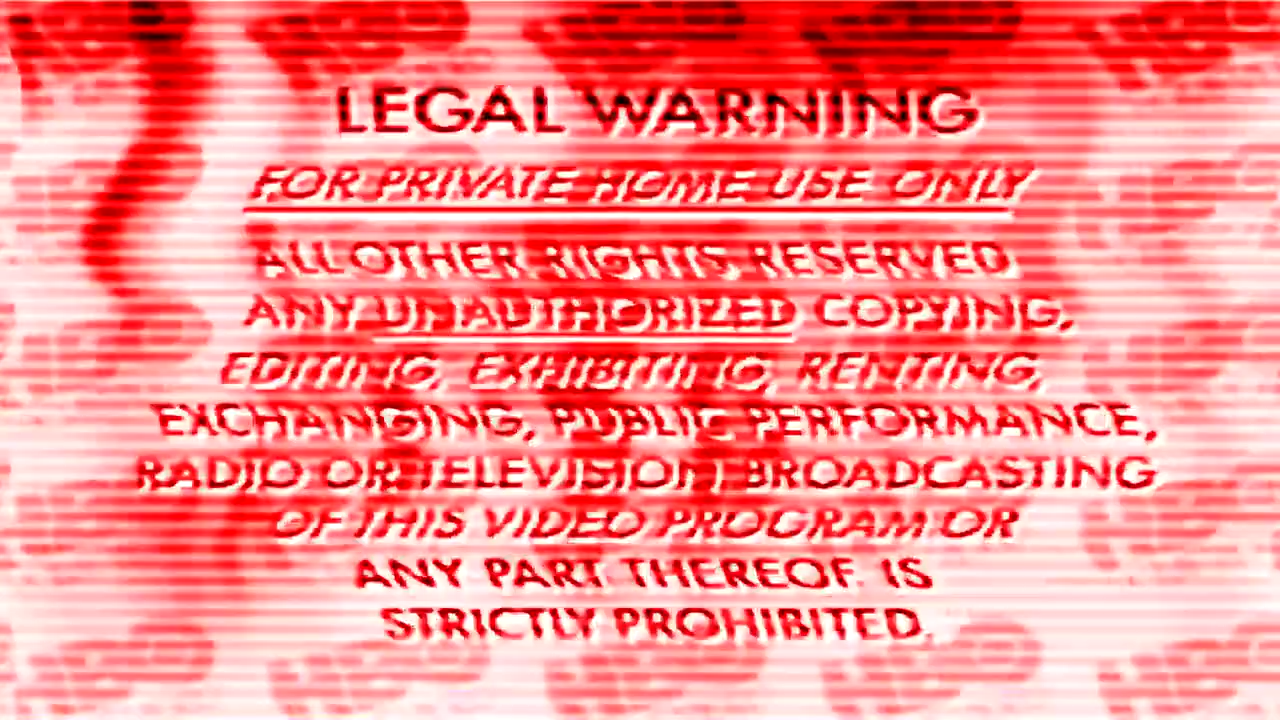 LEGAL WARNING
FOR PRIVATE HOME USE ONLY
ALL OTHER RIGHTS RESERVED
ANY UNAUTHORIZED COPYING,
EDITING, EXHIBITING, RENTING,
EXCHANGING, PUBLIC PERFORMANCE,
RADIO OR TELEVISION BROADCASTING
OF THIS VIDEO PROGRAM OR
ANY PART THEREOF IS
STRICTLY PROHIBITED.